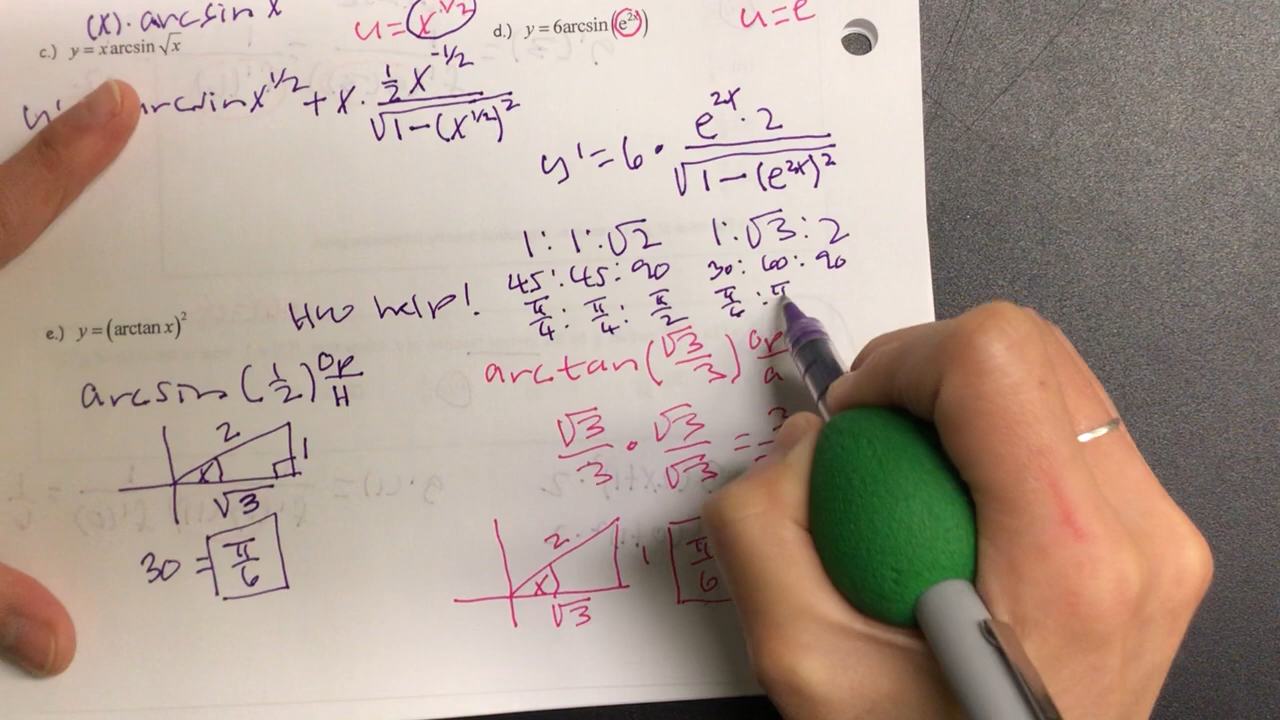 (x)· arcsin x
u = x^1/2
u = e
c.) y = x arcsin √x
d.) y = 6arcsin(e^2x)
y' arcsin x^1/2 + x · (1/2 x^-1/2)/√(1-(x^1/2)^2)
y' = 6 · (e^2x · 2)/√(1-(e^2x)^2)
1 : 1 : √2
1 : √3 : 2
45 : 45 : 90
30 : 60 : 90
π/4 : π/4 : π/2
π/6 : π
HW help!
e.) y = (arctan x)^2
arcsin (1/2) Op/H
arctan (√3/3) Op/a
2
1
x
√3
√3/3 · √3/√3 = 3
30 = π/6
2
1
x
√3
π/6